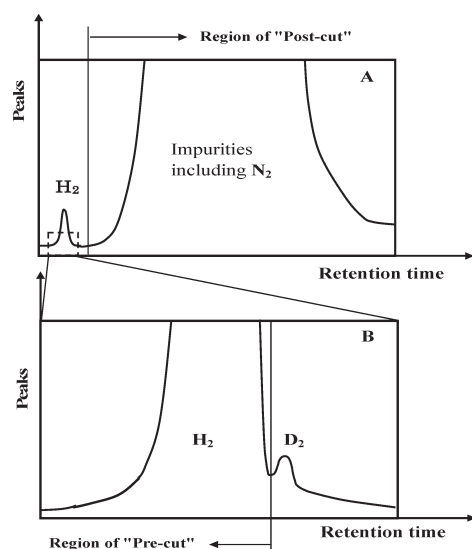 Region of "Post-cut"
A
Peaks
Impurities
including N₂
H₂
Retention time
B
Peaks
H₂
D₂
Retention time
Region of "Pre-cut"